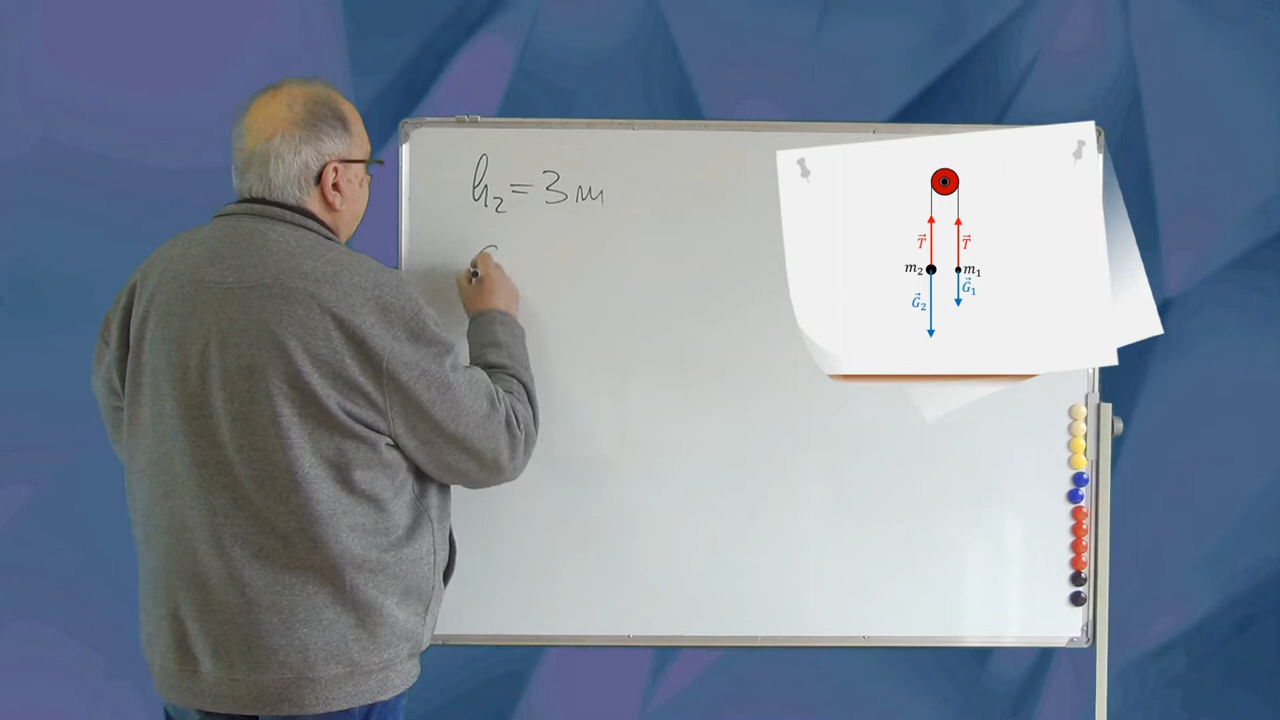 h₂ = 3 m
T⃗ T⃗
m₂ m₁
G⃗₂ G⃗₁